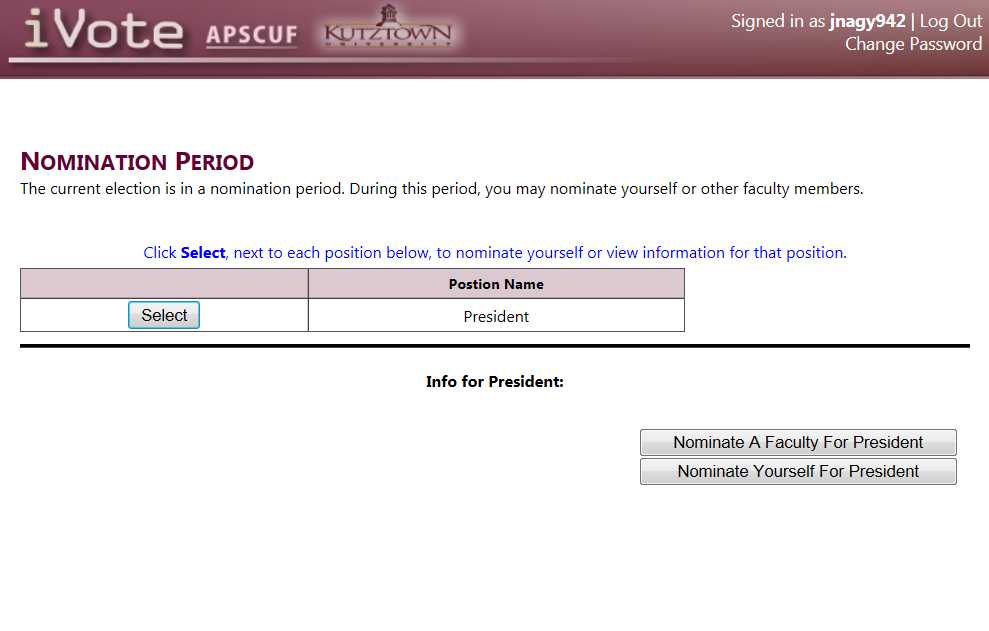 iVote APSCUF KUTZTOWN UNIVERSITY
Signed in as jnagy942 | Log Out
Change Password
NOMINATION PERIOD
The current election is in a nomination period. During this period, you may nominate yourself or other faculty members.
Click Select, next to each position below, to nominate yourself or view information for that position.
Postion Name
Select President
Info for President:
Nominate A Faculty For President
Nominate Yourself For President